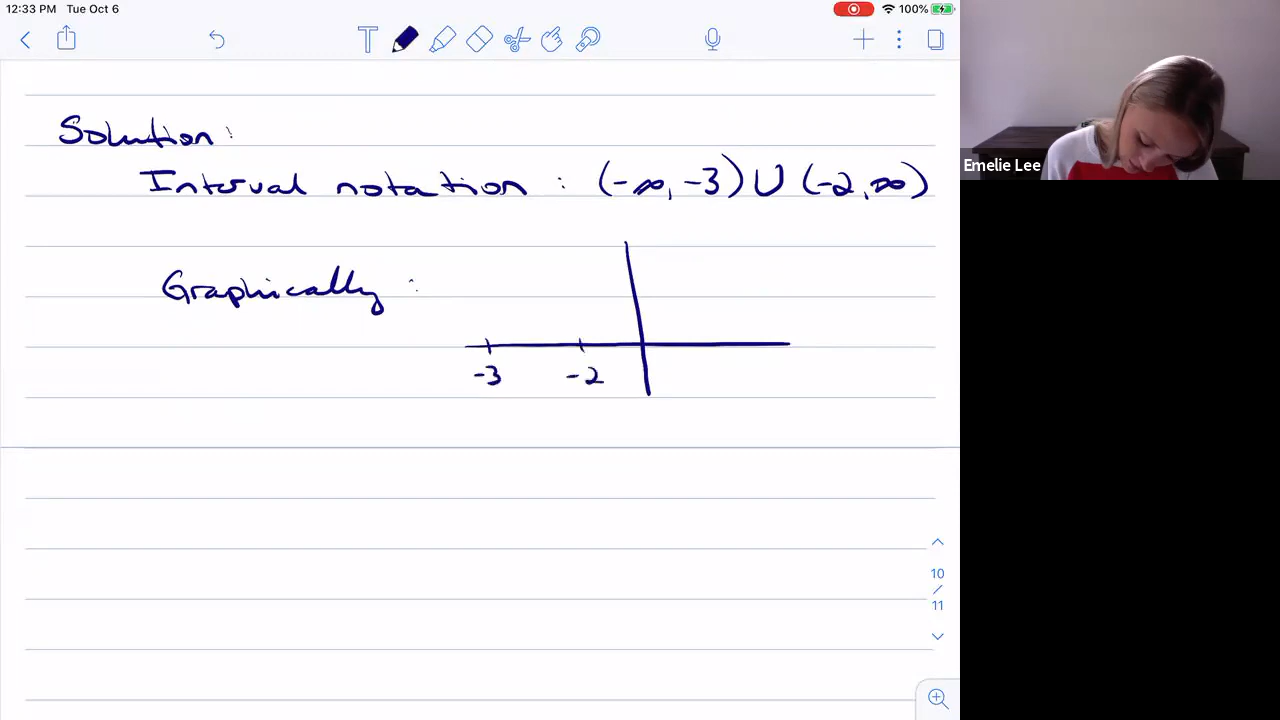 12:33 PM Tue Oct 6
100%
Solution:
Interval notation : (-∞, -3) ∪ (-2, ∞)
Graphically :
-3 -2
Emelie Lee
10
/
11